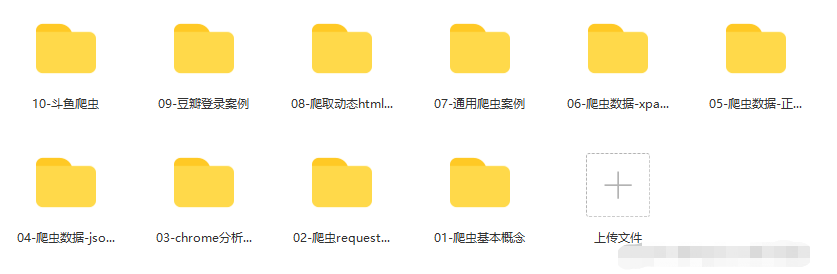 10-斗鱼爬虫
09-豆瓣登录案例
08-爬取动态html...
07-通用爬虫案例
06-爬虫数据-xpa...
05-爬虫数据-正...
04-爬虫数据-jso...
03-chrome分析...
02-爬虫request...
01-爬虫基本概念
上传文件